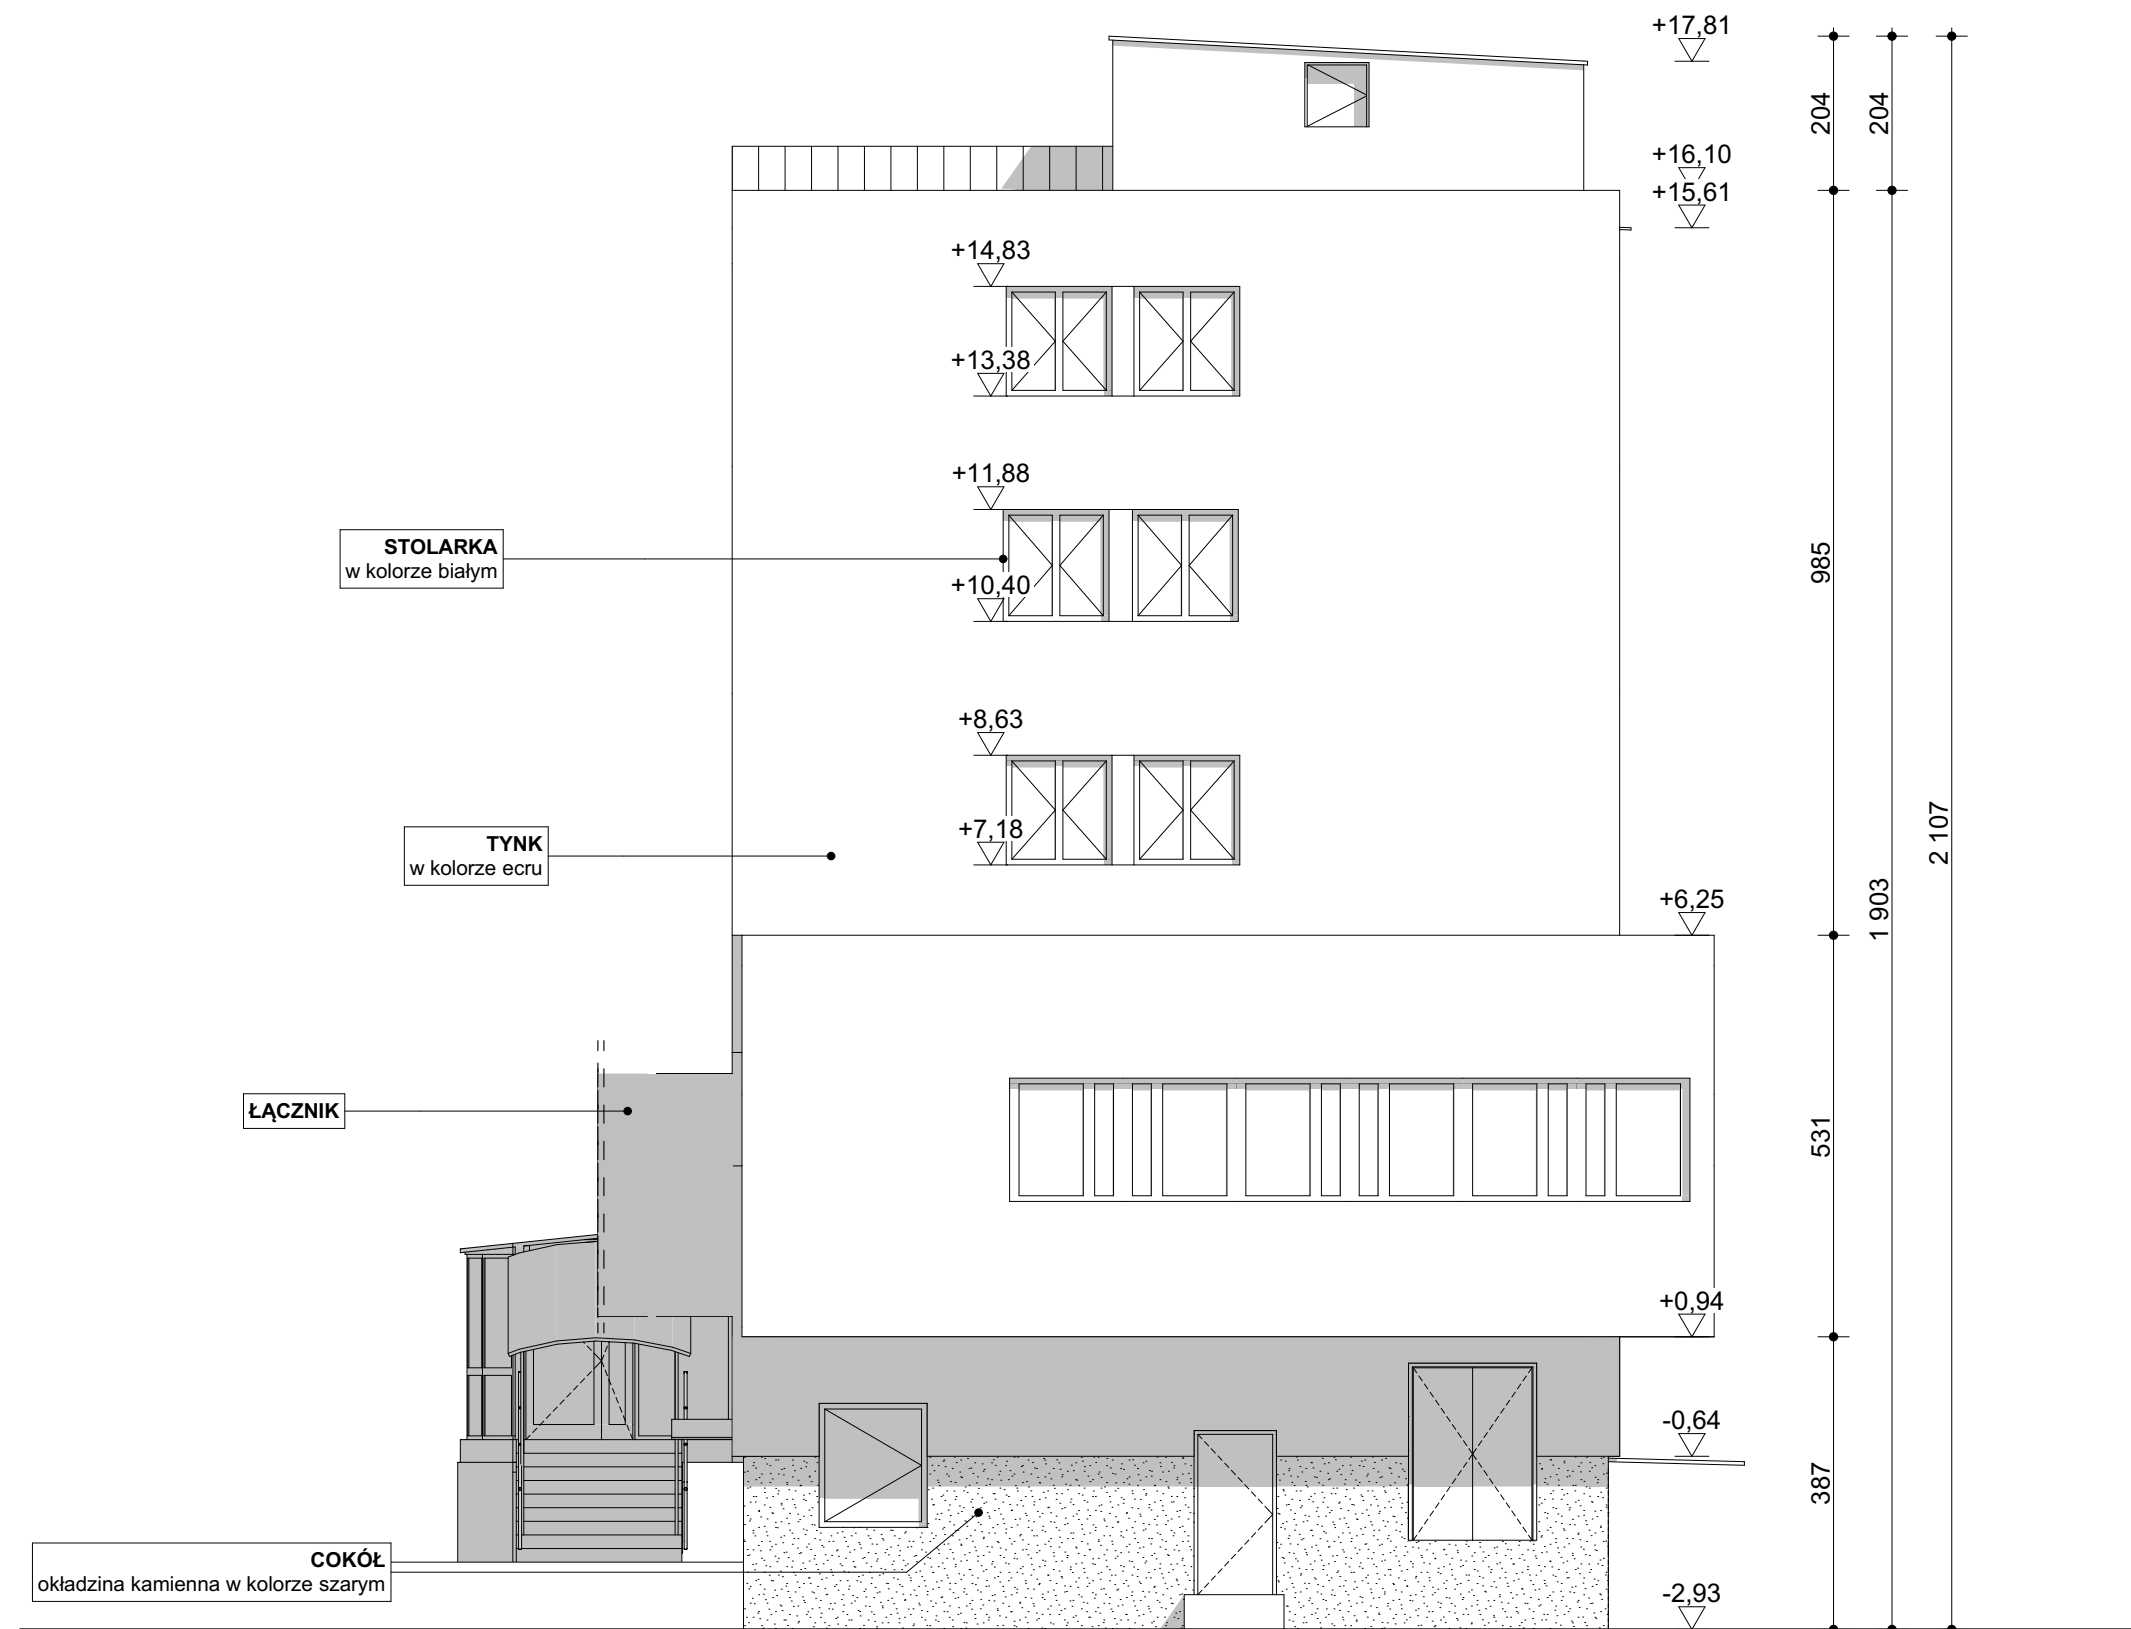 +17,81
204
204
+16,10
+15,61
+14,83
+13,38
+11,88
STOLARKA
w kolorze białym
985
+10,40
+8,63
TYNK
w kolorze ecru
+7,18
2 107
1 903
+6,25
ŁĄCZNIK
531
+0,94
-0,64
387
COKÓŁ
okładzina kamienna w kolorze szarym
-2,93